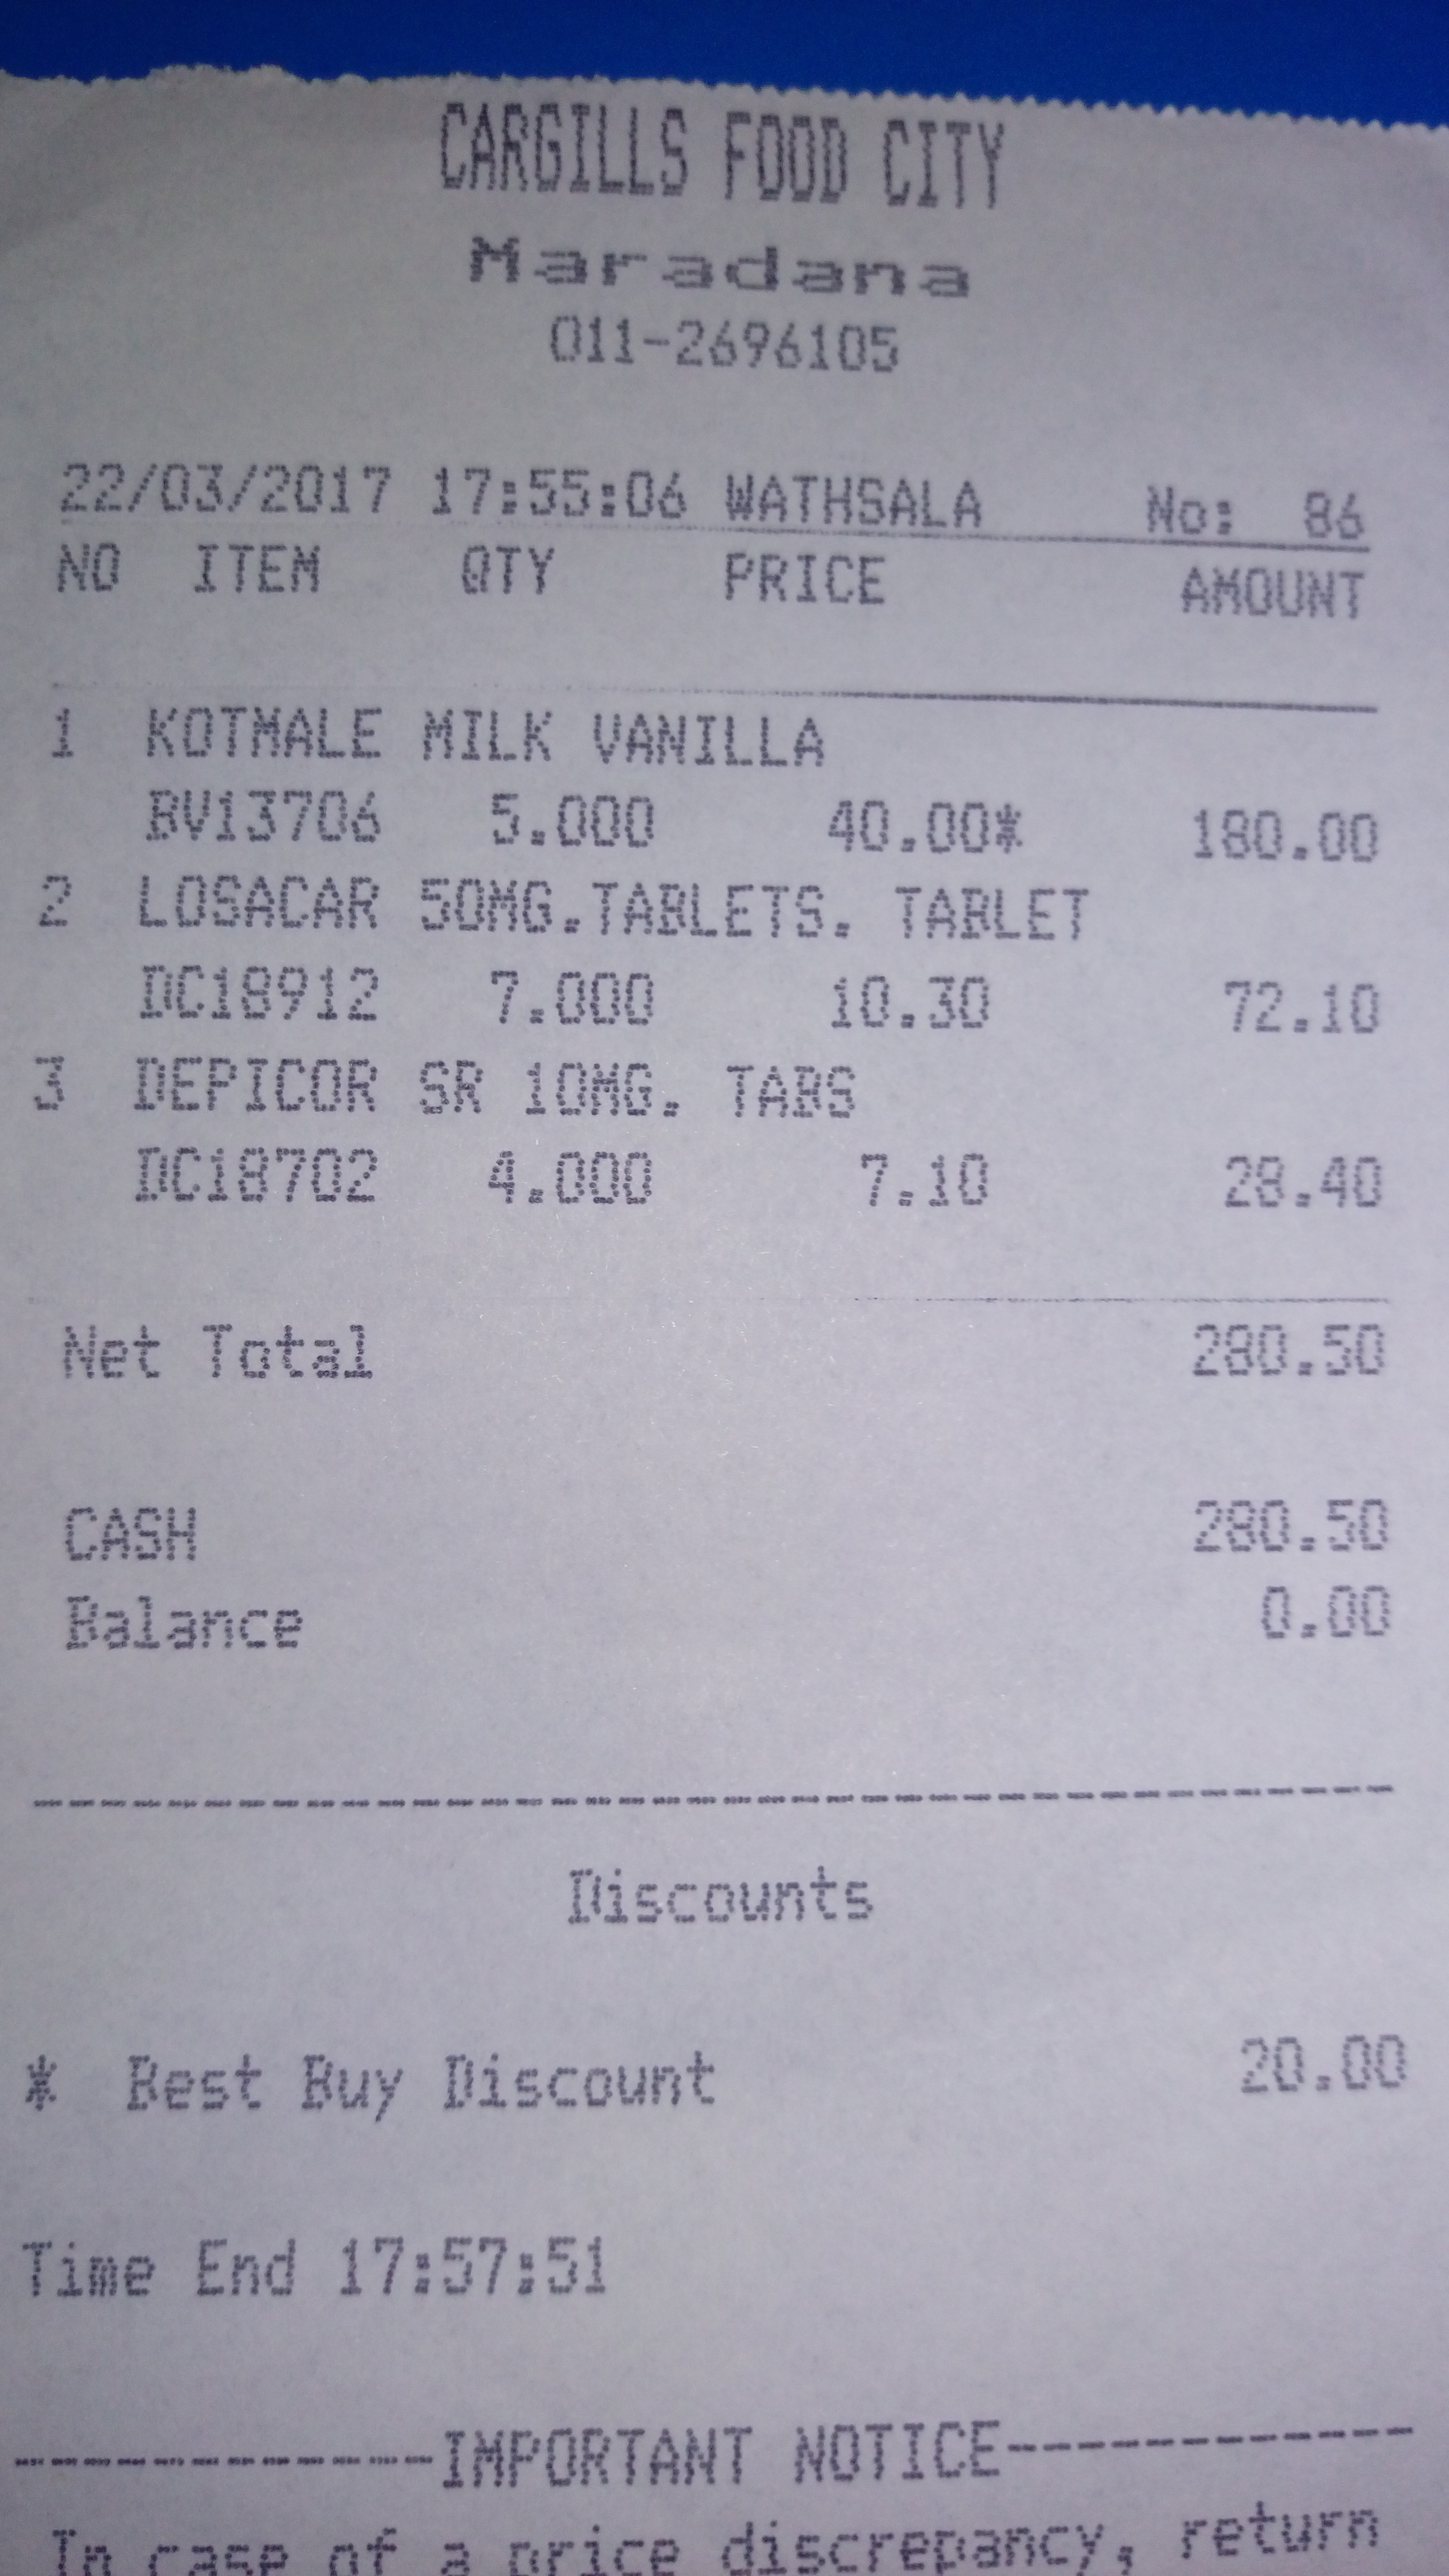 CARGILLS FOOD CITY
Maradana
011-2696105
22/03/2017 17:55:06 WATHSALA No: 86
NO ITEM QTY PRICE AMOUNT
1 KOTMALE MILK VANILLA
BV13706 5.000 40.00* 180.00
2 LOSACAR 50MG.TABLETS. TABLET
DC18912 7.000 10.30 72.10
3 DEPICOR SR 10MG. TABS
DC18702 4.000 7.10 28.40
Net Total 280.50
CASH 280.50
Balance 0.00
Discounts
* Best Buy Discount 20.00
Time End 17:57:51
IMPORTANT NOTICE
In case of a price discrepancy, return